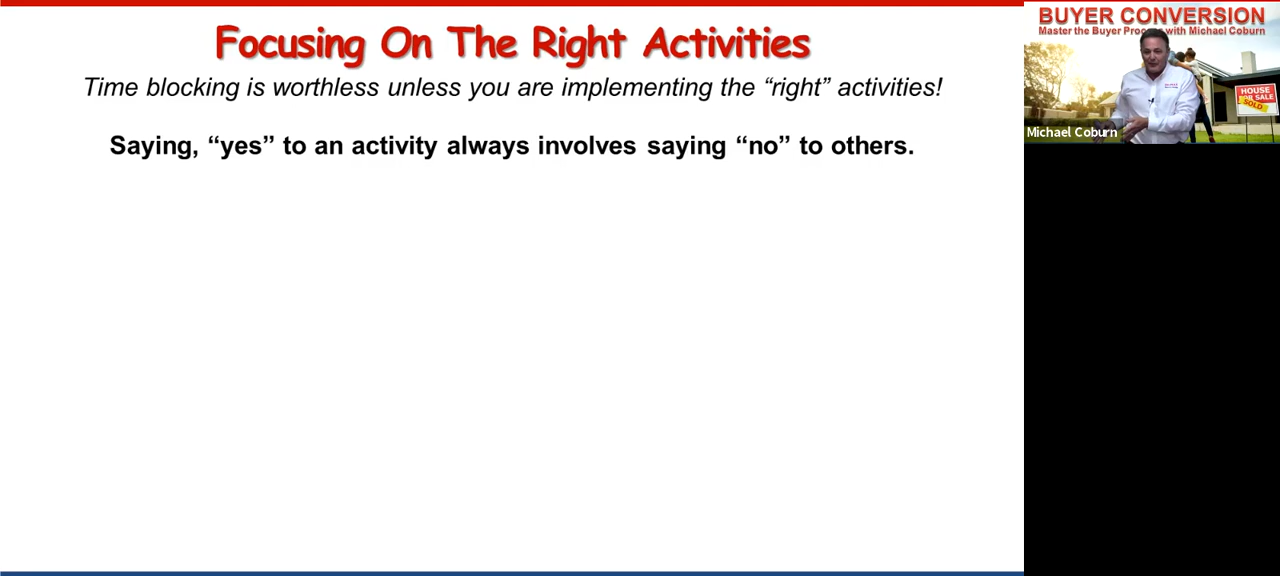 Focusing On The Right Activities
Time blocking is worthless unless you are implementing the “right” activities!
Saying, “yes” to an activity always involves saying “no” to others.
BUYER CONVERSION
Master the Buyer Process with Michael Coburn
HOUSE
FOR SALE
SOLD
Michael Coburn